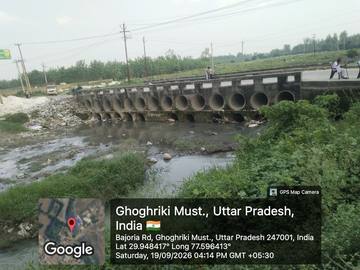 GPS Map Camera
Ghoghriki Must., Uttar Pradesh,
India 🇮🇳
Bajoria Rd, Ghoghriki Must., Uttar Pradesh 247001, India
Lat 29.948417° Long 77.596413°
Saturday, 19/09/2026 04:14 PM GMT +05:30
Google